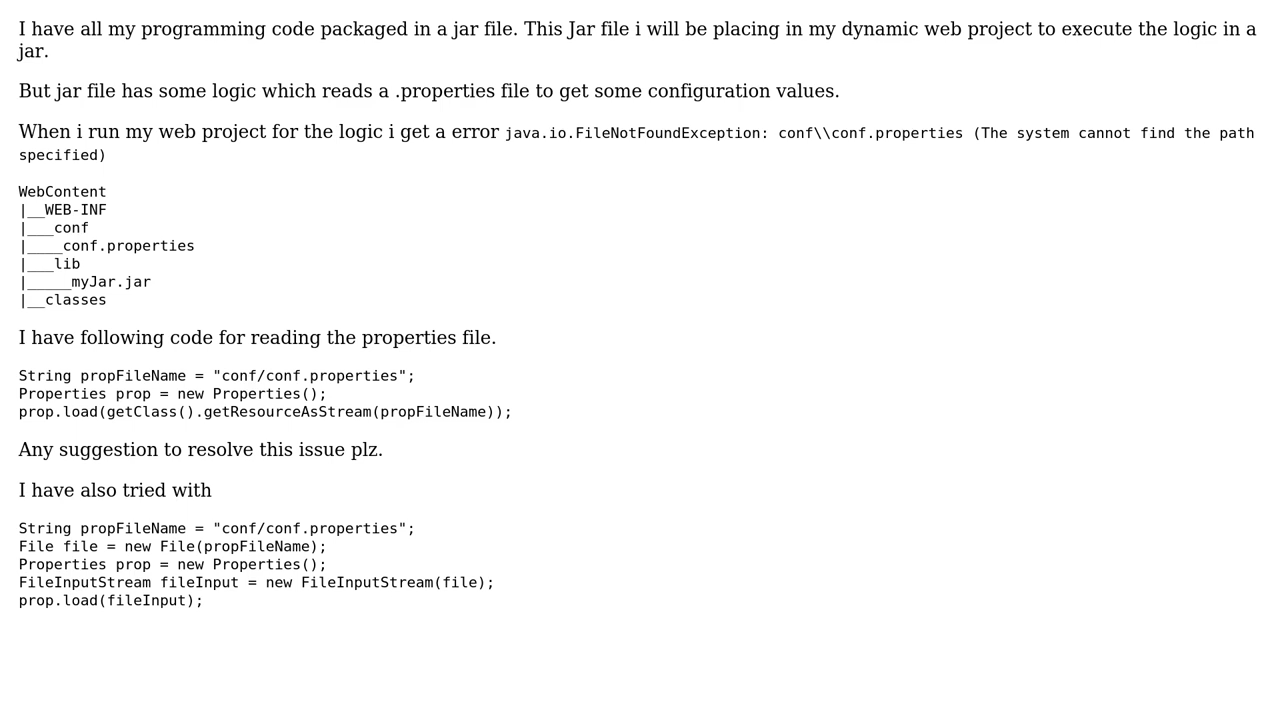 I have all my programming code packaged in a jar file. This Jar file i will be placing in my dynamic web project to execute the logic in a
jar.
But jar file has some logic which reads a .properties file to get some configuration values.
When i run my web project for the logic i get a error java.io.FileNotFoundException: conf\\conf.properties (The system cannot find the path
specified)
WebContent
|__WEB-INF
|___conf
|____conf.properties
|___lib
|_____myJar.jar
|__classes
I have following code for reading the properties file.
String propFileName = "conf/conf.properties";
Properties prop = new Properties();
prop.load(getClass().getResourceAsStream(propFileName));
Any suggestion to resolve this issue plz.
I have also tried with
String propFileName = "conf/conf.properties";
File file = new File(propFileName);
Properties prop = new Properties();
FileInputStream fileInput = new FileInputStream(file);
prop.load(fileInput);